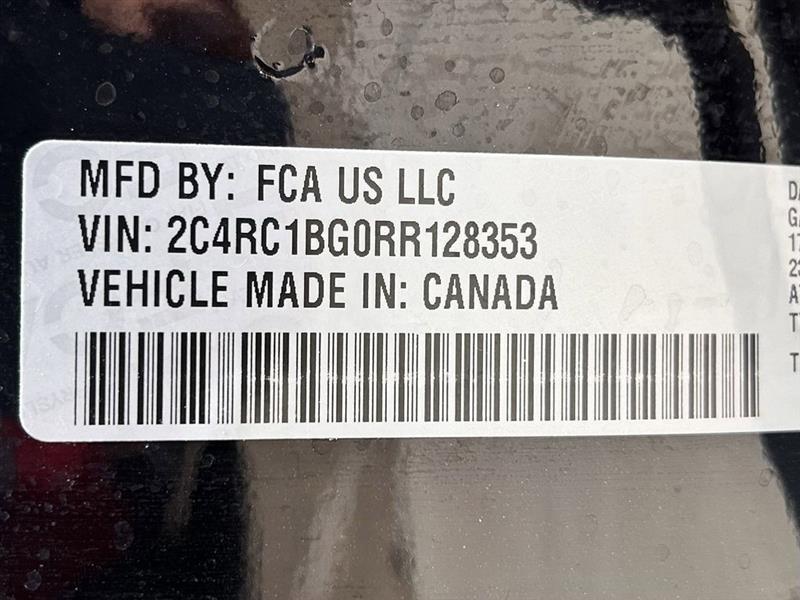 MFD BY: FCA US LLC
VIN: 2C4RC1BG0RR128353
VEHICLE MADE IN: CANADA